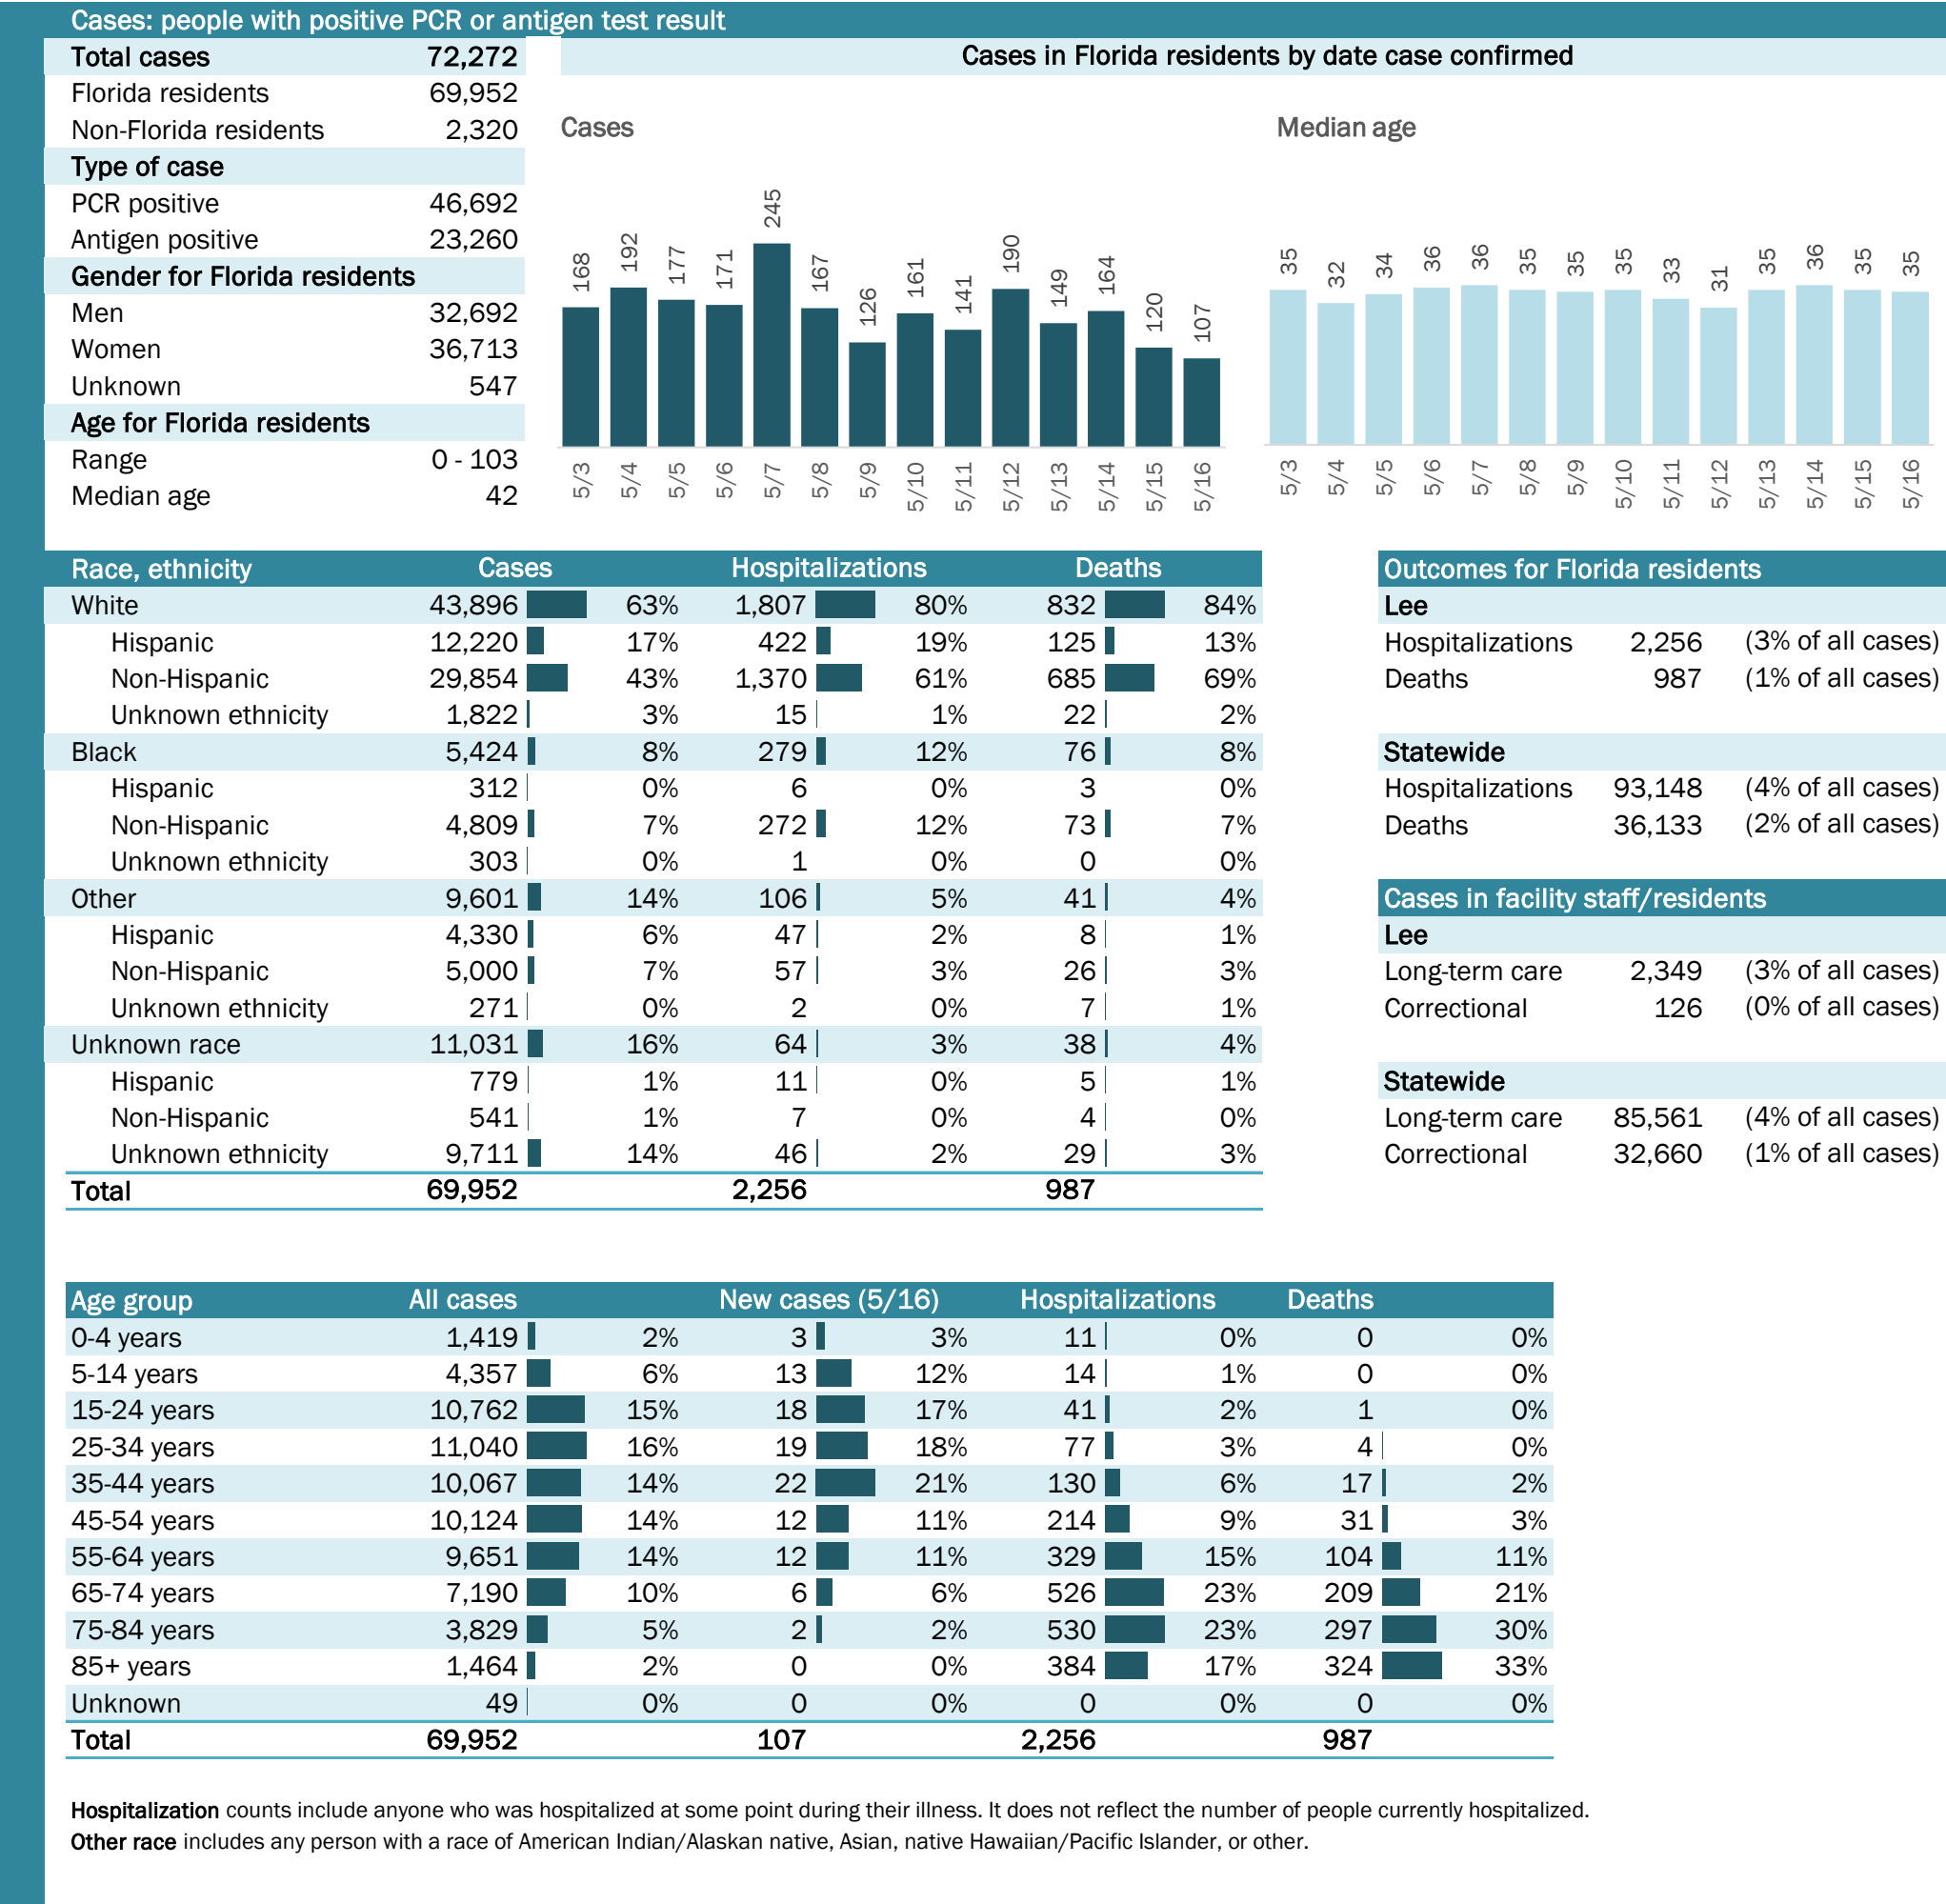 Cases: people with positive PCR or antigen test result
Total cases 72,272
Florida residents 69,952
Non-Florida residents 2,320
Type of case
PCR positive 46,692
Antigen positive 23,260
Gender for Florida residents
Men 32,692
Women 36,713
Unknown 547
Age for Florida residents
Range 0 - 103
Median age 42
Cases in Florida residents by date case confirmed
Cases
168 192 177 171 245 167 126 161 141 190 149 164 120 107
5/3 5/4 5/5 5/6 5/7 5/8 5/9 5/10 5/11 5/12 5/13 5/14 5/15 5/16
Median age
35 32 34 36 36 35 35 35 33 31 35 36 35 35
5/3 5/4 5/5 5/6 5/7 5/8 5/9 5/10 5/11 5/12 5/13 5/14 5/15 5/16
Race, ethnicity Cases Hospitalizations Deaths
White 43,896 63% 1,807 80% 832 84%
Hispanic 12,220 17% 422 19% 125 13%
Non-Hispanic 29,854 43% 1,370 61% 685 69%
Unknown ethnicity 1,822 3% 15 1% 22 2%
Black 5,424 8% 279 12% 76 8%
Hispanic 312 0% 6 0% 3 0%
Non-Hispanic 4,809 7% 272 12% 73 7%
Unknown ethnicity 303 0% 1 0% 0 0%
Other 9,601 14% 106 5% 41 4%
Hispanic 4,330 6% 47 2% 8 1%
Non-Hispanic 5,000 7% 57 3% 26 3%
Unknown ethnicity 271 0% 2 0% 7 1%
Unknown race 11,031 16% 64 3% 38 4%
Hispanic 779 1% 11 0% 5 1%
Non-Hispanic 541 1% 7 0% 4 0%
Unknown ethnicity 9,711 14% 46 2% 29 3%
Total 69,952 2,256 987
Outcomes for Florida residents
Lee
Hospitalizations 2,256 (3% of all cases)
Deaths 987 (1% of all cases)
Statewide
Hospitalizations 93,148 (4% of all cases)
Deaths 36,133 (2% of all cases)
Cases in facility staff/residents
Lee
Long-term care 2,349 (3% of all cases)
Correctional 126 (0% of all cases)
Statewide
Long-term care 85,561 (4% of all cases)
Correctional 32,660 (1% of all cases)
Age group All cases New cases (5/16) Hospitalizations Deaths
0-4 years 1,419 2% 3 3% 11 0% 0 0%
5-14 years 4,357 6% 13 12% 14 1% 0 0%
15-24 years 10,762 15% 18 17% 41 2% 1 0%
25-34 years 11,040 16% 19 18% 77 3% 4 0%
35-44 years 10,067 14% 22 21% 130 6% 17 2%
45-54 years 10,124 14% 12 11% 214 9% 31 3%
55-64 years 9,651 14% 12 11% 329 15% 104 11%
65-74 years 7,190 10% 6 6% 526 23% 209 21%
75-84 years 3,829 5% 2 2% 530 23% 297 30%
85+ years 1,464 2% 0 0% 384 17% 324 33%
Unknown 49 0% 0 0% 0 0% 0 0%
Total 69,952 107 2,256 987
Hospitalization counts include anyone who was hospitalized at some point during their illness. It does not reflect the number of people currently hospitalized.
Other race includes any person with a race of American Indian/Alaskan native, Asian, native Hawaiian/Pacific Islander, or other.